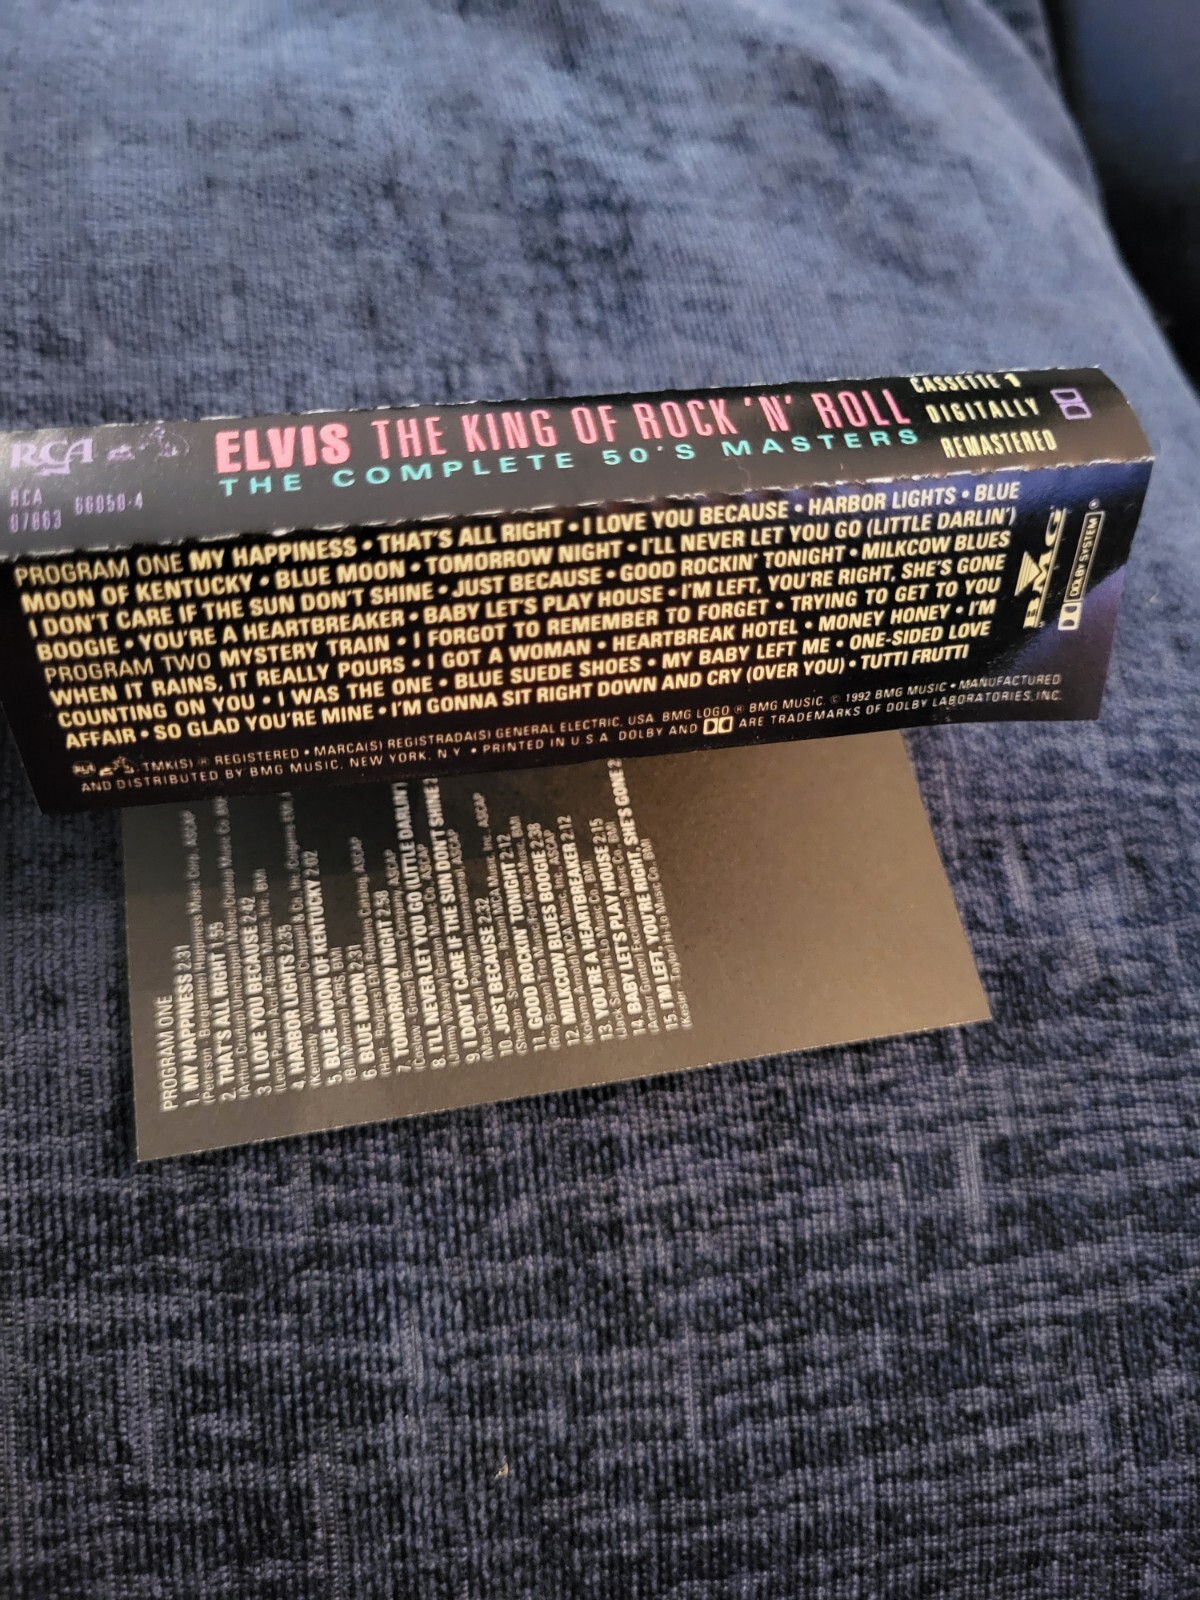 RCA
ELVIS THE KING OF ROCK 'N' ROLL
THE COMPLETE 50'S MASTERS
CASSETTE 1
DIGITALLY
REMASTERED
RCA 66050-4
07863
PROGRAM ONE MY HAPPINESS • THAT'S ALL RIGHT • I LOVE YOU BECAUSE • HARBOR LIGHTS • BLUE
MOON OF KENTUCKY • BLUE MOON • TOMORROW NIGHT • I'LL NEVER LET YOU GO (LITTLE DARLIN')
I DON'T CARE IF THE SUN DON'T SHINE • JUST BECAUSE • GOOD ROCKIN' TONIGHT • MILKCOW BLUES
BOOGIE • YOU'RE A HEARTBREAKER • BABY LET'S PLAY HOUSE • I'M LEFT, YOU'RE RIGHT, SHE'S GONE
PROGRAM TWO MYSTERY TRAIN • I FORGOT TO REMEMBER TO FORGET • TRYING TO GET TO YOU
WHEN IT RAINS, IT REALLY POURS • I GOT A WOMAN • HEARTBREAK HOTEL • MONEY HONEY • I'M
COUNTING ON YOU • I WAS THE ONE • BLUE SUEDE SHOES • MY BABY LEFT ME • ONE-SIDED LOVE
AFFAIR • SO GLAD YOU'RE MINE • I'M GONNA SIT RIGHT DOWN AND CRY (OVER YOU) • TUTTI FRUTTI
BMG
DOLBY SYSTEM ®
TMK(S) ® REGISTERED • MARCA(S) REGISTRADA(S) GENERAL ELECTRIC, USA. BMG LOGO ® BMG MUSIC. © 1992 BMG MUSIC • MANUFACTURED
AND DISTRIBUTED BY BMG MUSIC, NEW YORK, N.Y. • PRINTED IN U.S.A. DOLBY AND ARE TRADEMARKS OF DOLBY LABORATORIES, INC.
PROGRAM ONE
1. MY HAPPINESS 2:31
Happiness Music Corp. ASCAP
2. THAT'S ALL RIGHT 1:55
3. I LOVE YOU BECAUSE 2:42
4. HARBOR LIGHTS 2:35
5. BLUE MOON OF KENTUCKY 2:02
6. BLUE MOON 2:31
7. TOMORROW NIGHT 2:58
8. I'LL NEVER LET YOU GO (LITTLE DARLIN')
9. I DON'T CARE IF THE SUN DON'T SHINE
10. JUST BECAUSE 2:32
11. GOOD ROCKIN' TONIGHT 2:12
12. MILKCOW BLUES BOOGIE 2:38
13. YOU'RE A HEARTBREAKER 2:12
14. BABY LET'S PLAY HOUSE 2:15
15. I'M LEFT, YOU'RE RIGHT, SHE'S GONE